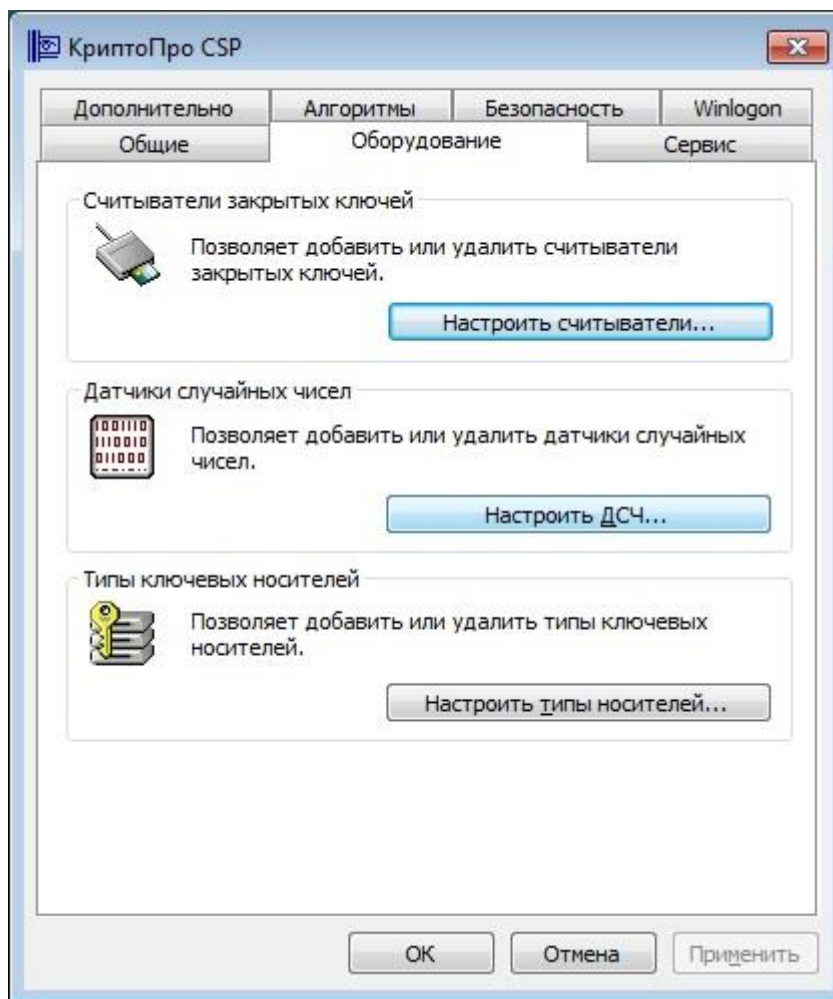 КриптоПро CSP
Дополнительно Алгоритмы Безопасность Winlogon
Общие Оборудование Сервис
Считыватели закрытых ключей
Позволяет добавить или удалить считыватели
закрытых ключей.
Настроить считыватели...
Датчики случайных чисел
Позволяет добавить или удалить датчики случайных
чисел.
Настроить ДСЧ...
Типы ключевых носителей
Позволяет добавить или удалить типы ключевых
носителей.
Настроить типы носителей...
ОК Отмена Применить